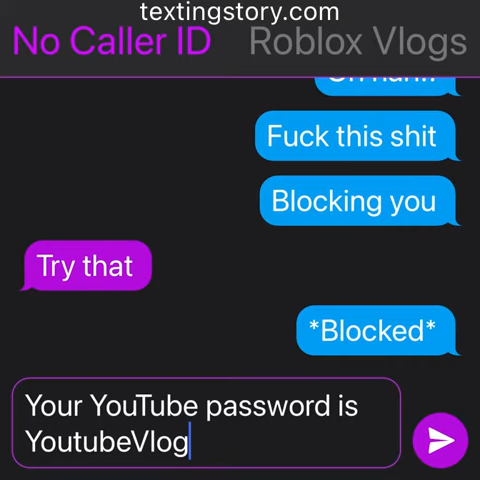 textingstory.com
No Caller ID Roblox Vlogs
Fuck this shit
Blocking you
Try that
*Blocked*
Your YouTube password is
YoutubeVlog